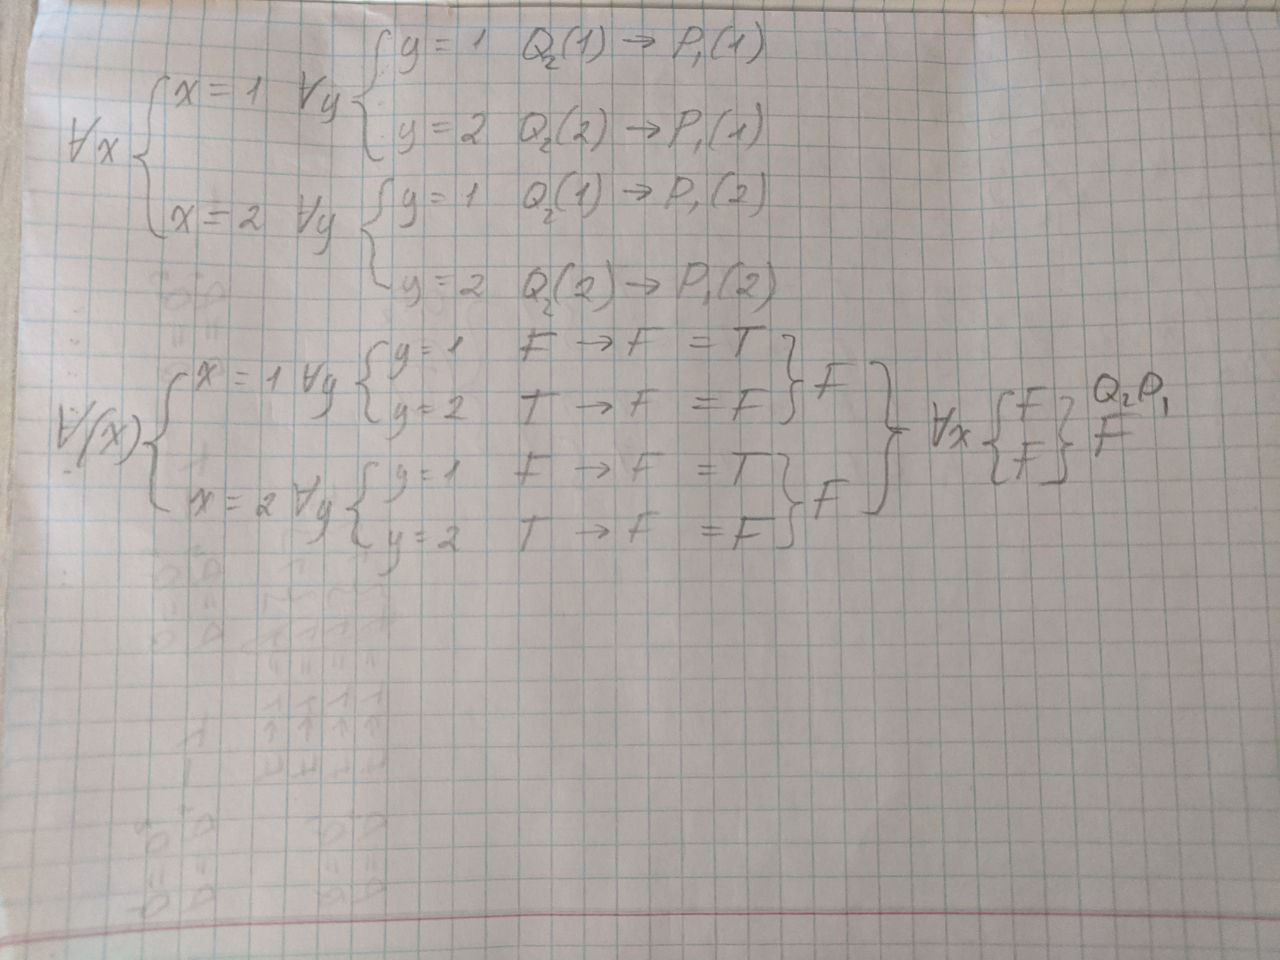 y = 1 Q₂(1) → P₁(1)
x = 1 ∀y
y = 2 Q₂(2) → P₁(1)
∀x
y = 1 Q₂(1) → P₁(2)
x = 2 ∀y
y = 2 Q₂(2) → P₁(2)
y = 1 F → F = T
x = 1 ∀y F
y = 2 T → F = F
∀(x) ∀x { F F } Q₂P₁ F
y = 1 F → F = T
x = 2 ∀y F
y = 2 T → F = F